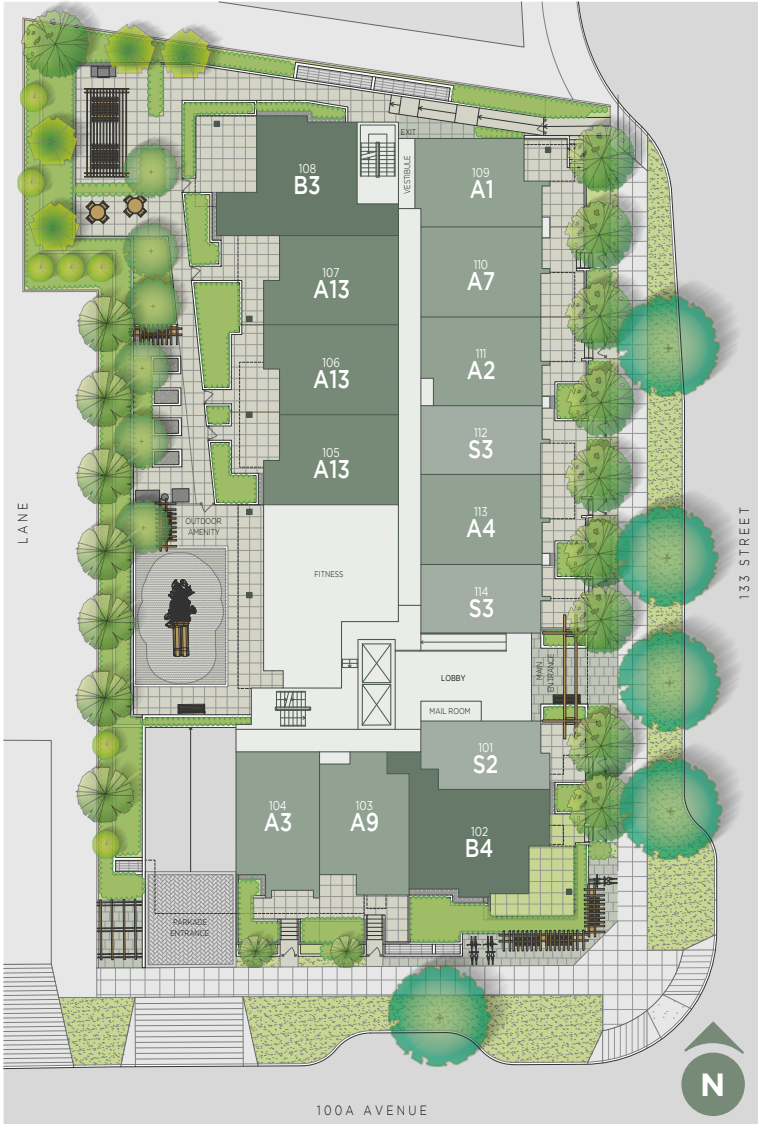 EXIT
VESTIBULE
108
B3
109
A1
107
A13
110
A7
106
A13
111
A2
105
A13
112
S3
113
A4
114
S3
LANE
133 STREET
OUTDOOR
AMENITY
FITNESS
LOBBY
MAIN
ENTRANCE
MAIL ROOM
101
S2
104
A3
103
A9
102
B4
PARKADE
ENTRANCE
N
100A AVENUE